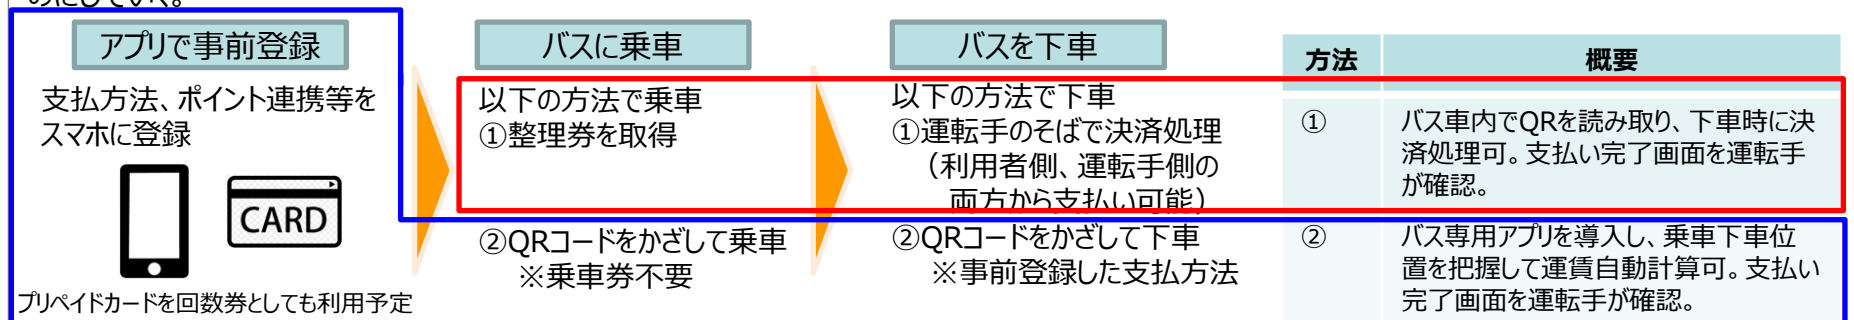 めにしていく。
アプリで事前登録
支払方法、ポイント連携等を
スマホに登録
CARD
プリペイドカードを回数券としても利用予定
バスに乗車
以下の方法で乗車
①整理券を取得
②QRコードをかざして乗車
※乗車券不要
バスを下車
以下の方法で下車
①運転手のそばで決済処理
（利用者側、運転手側の
両方から支払い可能）
②QRコードをかざして下車
※事前登録した支払方法
方法 概要
① バス車内でQRを読み取り、下車時に決
済処理可。支払い完了画面を運転手
が確認。
② バス専用アプリを導入し、乗車下車位
置を把握して運賃自動計算可。支払い
完了画面を運転手が確認。